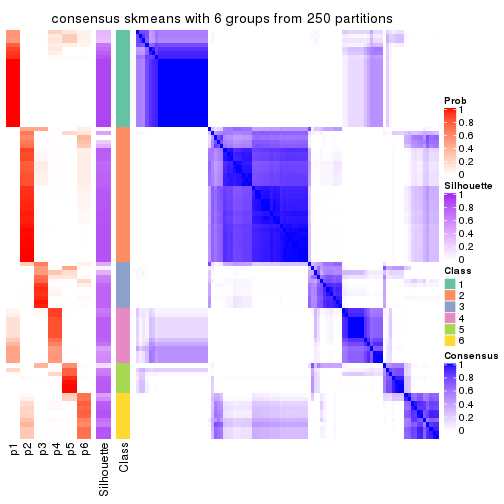 consensus skmeans with 6 groups from 250 partitions
Prob
1
0.8
0.6
0.4
0.2
0
Silhouette
1
0.8
0.6
0.4
0.2
0
Class
1
2
3
4
5
6
Consensus
1
0.8
0.6
0.4
0.2
0
p1
p2
p3
p4
p5
p6
Silhouette
Class